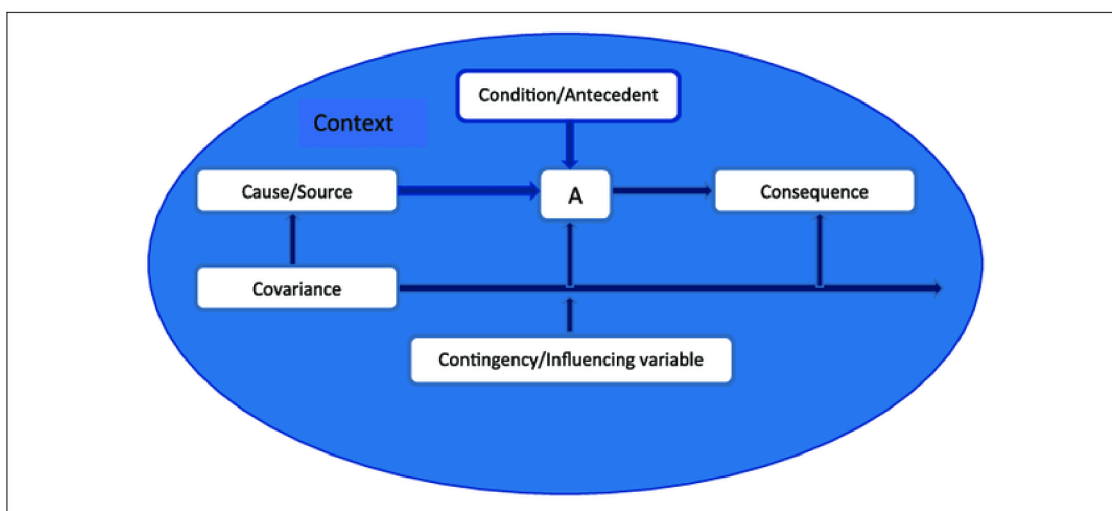 Condition/Antecedent
Context
Cause/Source
A
Consequence
Covariance
Contingency/Influencing variable